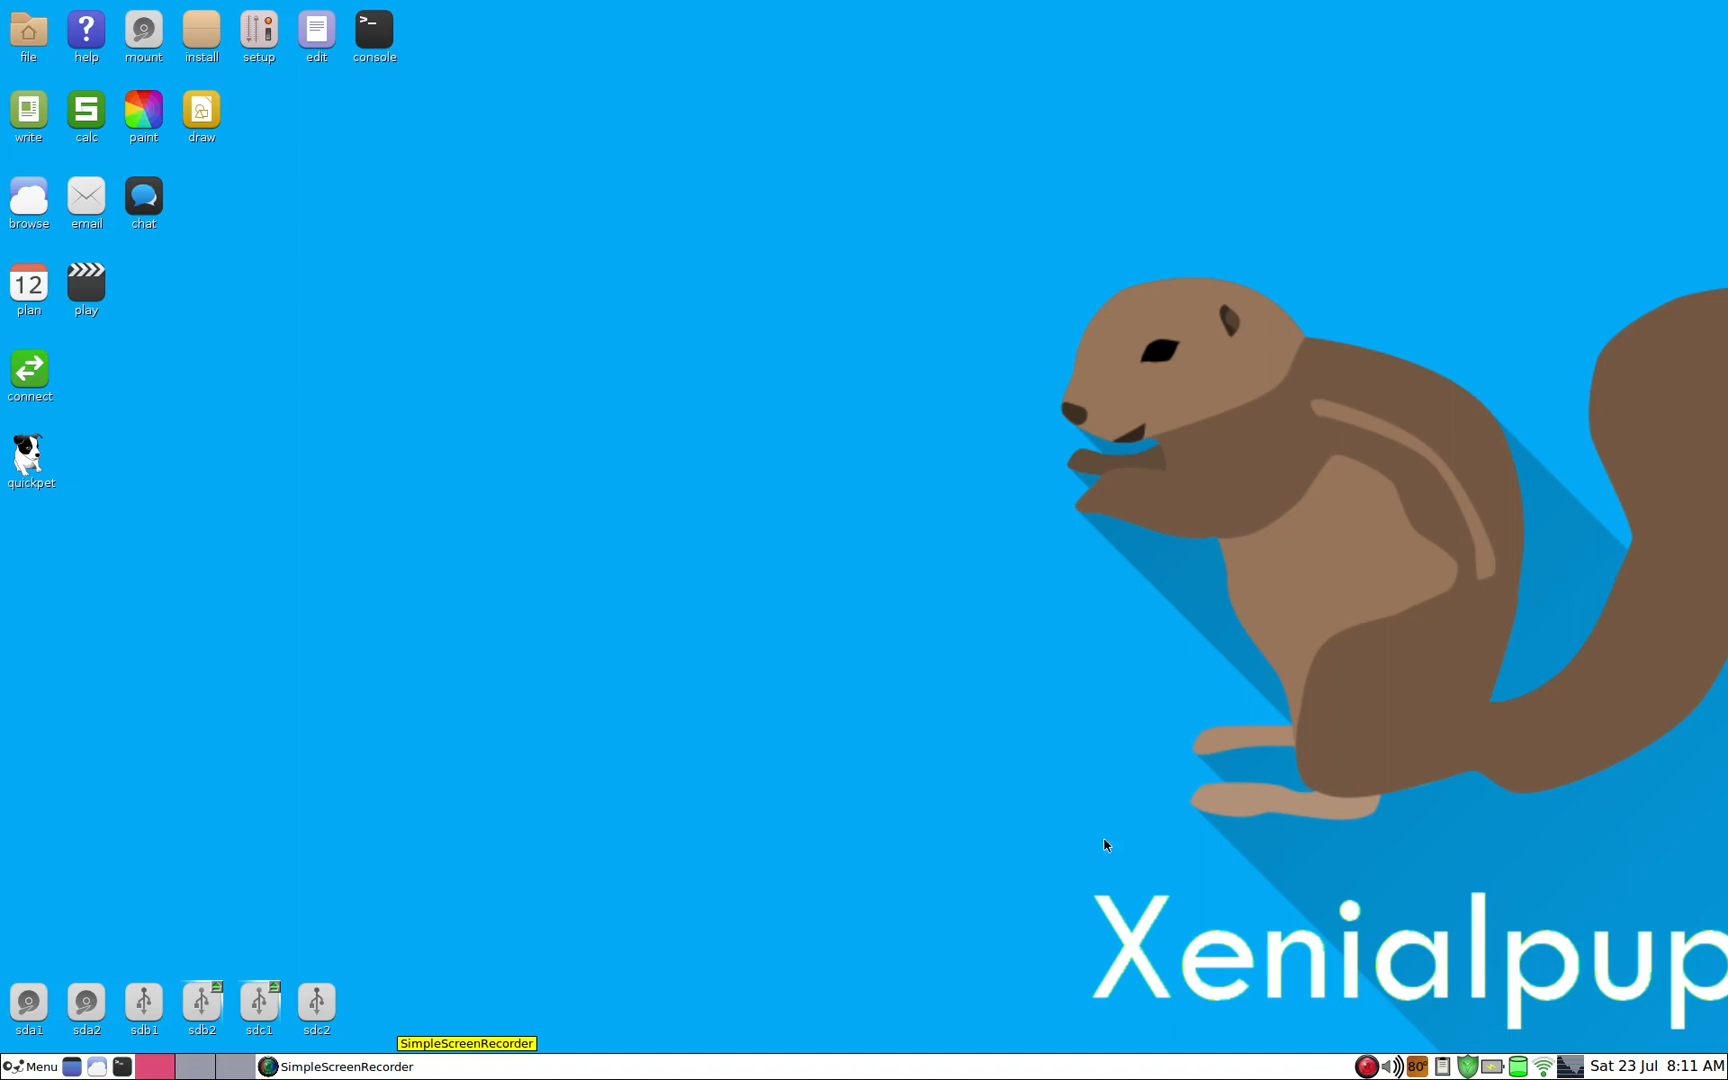 file help mount install setup edit console
write calc paint draw
browse email chat
12
plan play
connect
quickpet
Xenialpup
sda1 sda2 sdb1 sdb2 sdc1 sdc2
SimpleScreenRecorder
Menu SimpleScreenRecorder 80° Sat 23 Jul 8:11 AM